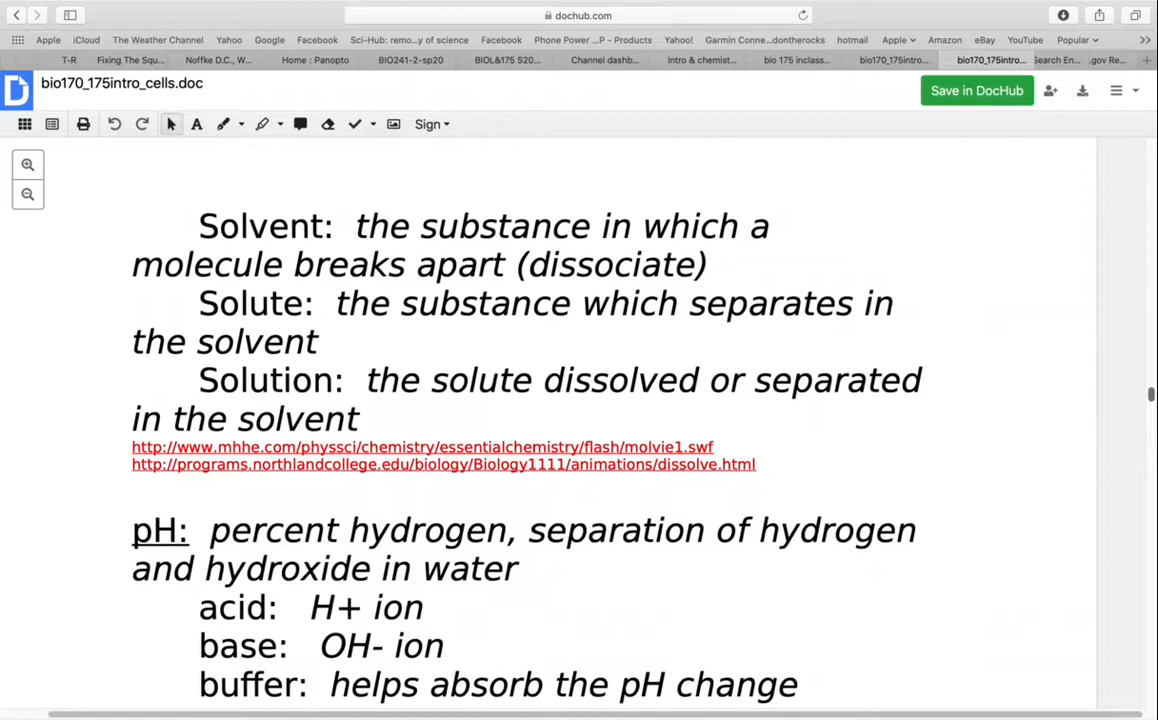 dochub.com
Apple iCloud The Weather Channel Yahoo Google Facebook Sci-Hub: remo...y of science Facebook Phone Power ...P - Products Yahoo! Garmin Conne...dontherocks hotmail Apple Amazon eBay YouTube Popular
T-R Fixing The Squ... Noffke D.C., W... Home : Panopto BIO241-2-sp20 BIOL&175 S20... Channel dashb... Intro & chemist... bio 175 inclass... bio170_175intro... bio170_175intro... Search En... .gov Re...
bio170_175intro_cells.doc
Save in DocHub
A Sign
Solvent: the substance in which a
molecule breaks apart (dissociate)
Solute: the substance which separates in
the solvent
Solution: the solute dissolved or separated
in the solvent
http://www.mhhe.com/physsci/chemistry/essentialchemistry/flash/molvie1.swf
http://programs.northlandcollege.edu/biology/Biology1111/animations/dissolve.html
pH: percent hydrogen, separation of hydrogen
and hydroxide in water
acid: H+ ion
base: OH- ion
buffer: helps absorb the pH change